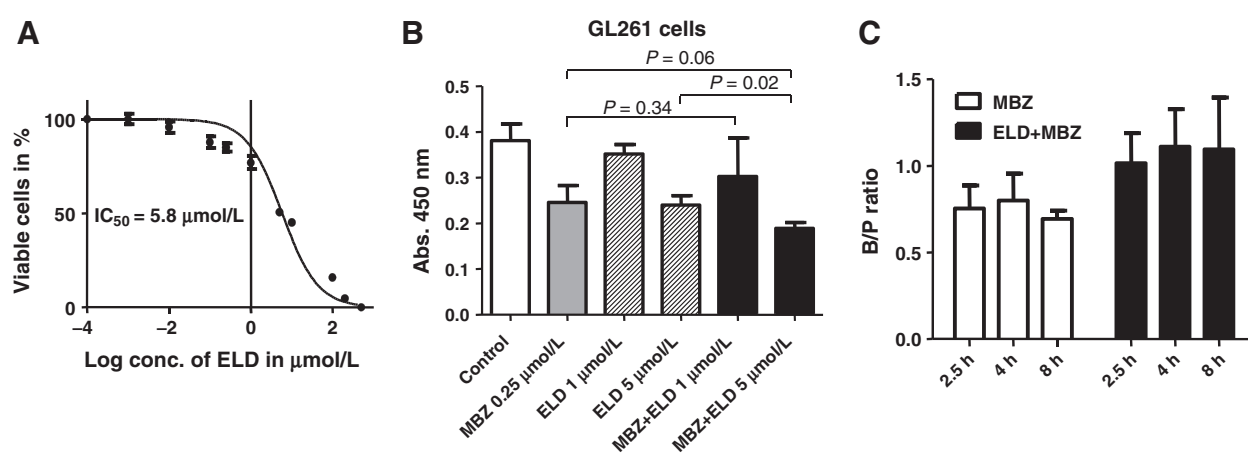 A
Viable cells in %
100
50
0
IC50 = 5.8 µmol/L
–4
–2
0
2
Log conc. of ELD in µmol/L
B
GL261 cells
P = 0.06
P = 0.02
P = 0.34
Abs. 450 nm
0.5
0.4
0.3
0.2
0.1
0.0
Control
MBZ 0.25 µmol/L
ELD 1 µmol/L
ELD 5 µmol/L
MBZ+ELD 1 µmol/L
MBZ+ELD 5 µmol/L
C
B/P ratio
1.5
1.0
0.5
0.0
MBZ
ELD+MBZ
2.5 h
4 h
8 h
2.5 h
4 h
8 h